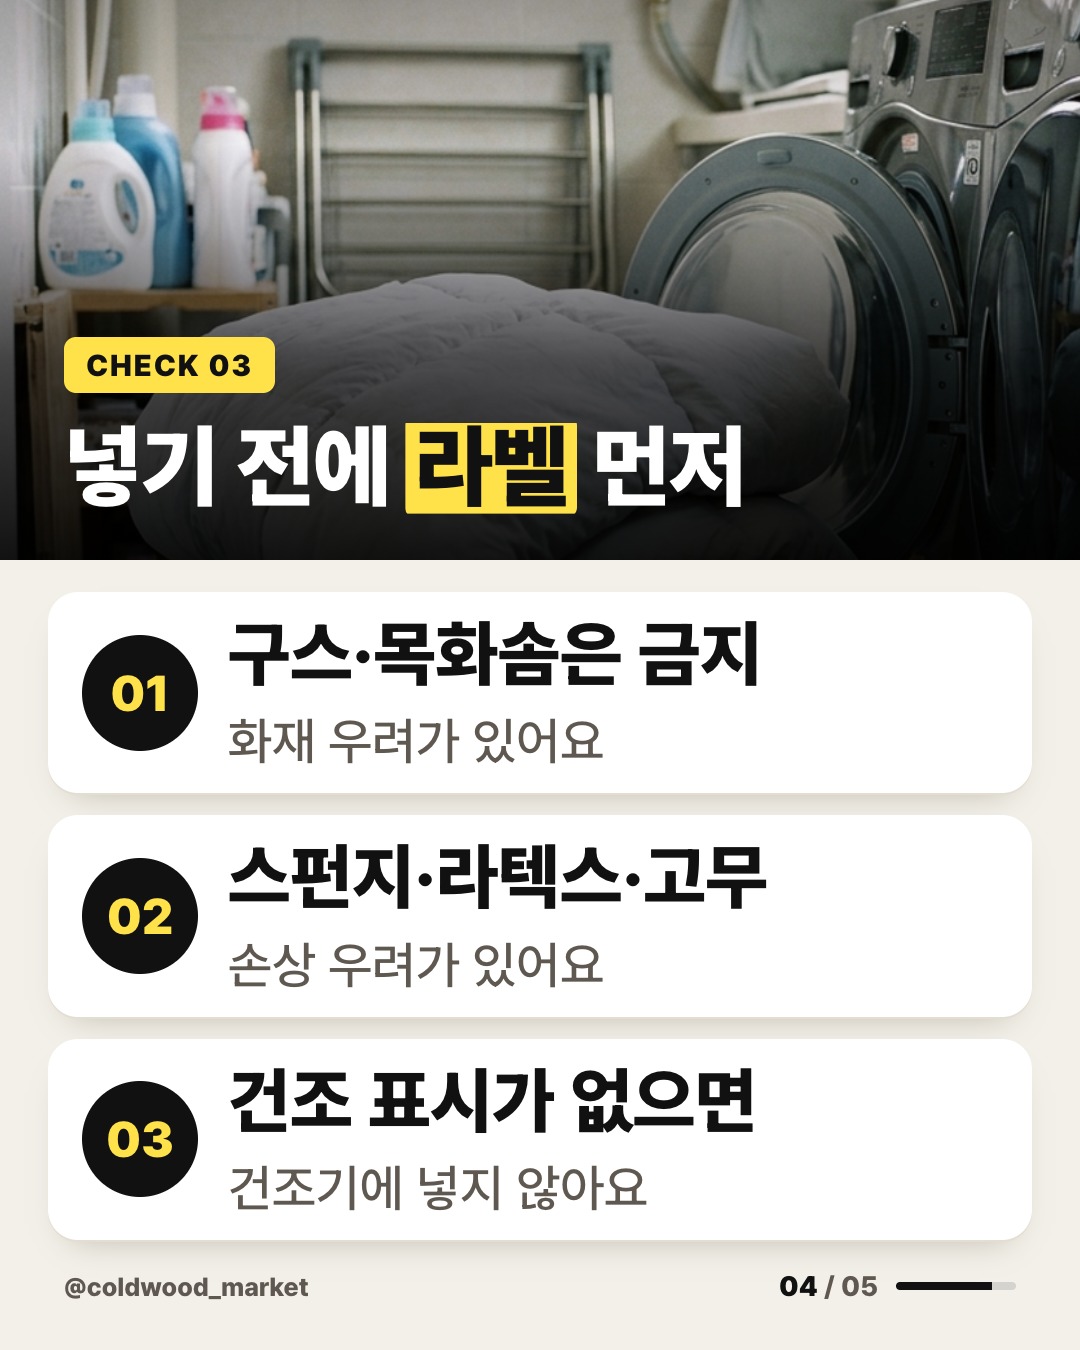 CHECK 03
넣기 전에 라벨 먼저
01
구스·목화솜은 금지
화재 우려가 있어요
02
스펀지·라텍스·고무
손상 우려가 있어요
03
건조 표시가 없으면
건조기에 넣지 않아요
@coldwood_market
04 / 05